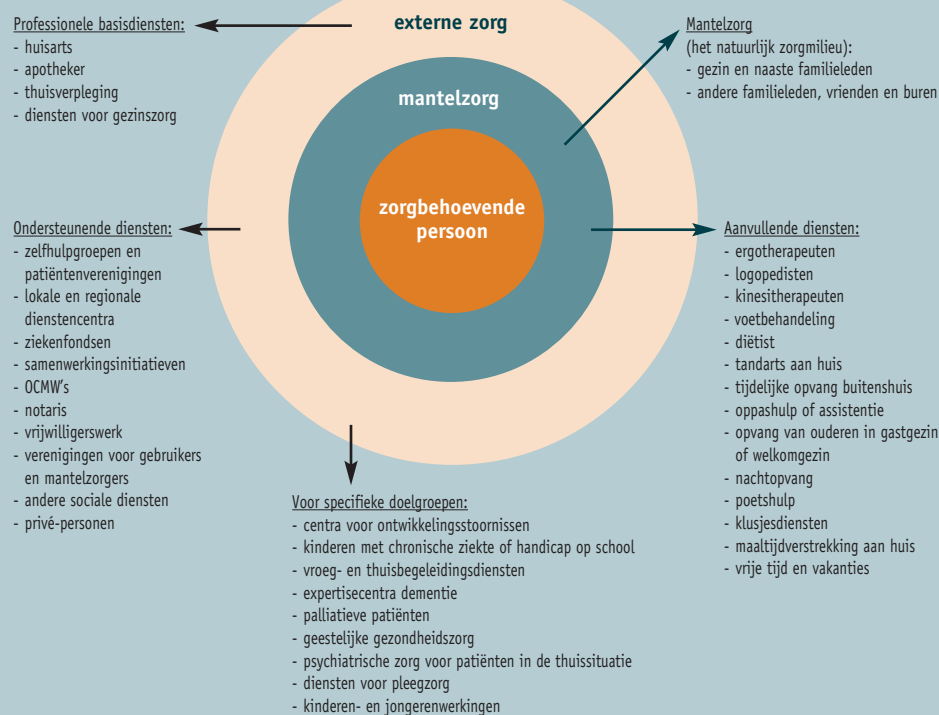 Professionele basisdiensten:
- huisarts
- apotheker
- thuisverpleging
- diensten voor gezinszorg
externe zorg
mantelzorg
zorgbehoevende
persoon
Mantelzorg
(het natuurlijk zorgmilieu):
- gezin en naaste familieleden
- andere familieleden, vrienden en buren
Ondersteunende diensten:
- zelfhulpgroepen en
patiëntenverenigingen
- lokale en regionale
dienstencentra
- ziekenfondsen
- samenwerkingsinitiatieven
- OCMW's
- notaris
- vrijwilligerswerk
- verenigingen voor gebruikers
en mantelzorgers
- andere sociale diensten
- privé-personen
Voor specifieke doelgroepen:
- centra voor ontwikkelingsstoornissen
- kinderen met chronische ziekte of handicap op school
- vroeg- en thuisbegeleidingsdiensten
- expertisecentra dementie
- palliatieve patiënten
- geestelijke gezondheidszorg
- psychiatrische zorg voor patiënten in de thuissituatie
- diensten voor pleegzorg
- kinderen- en jongerenwerkingen
Aanvullende diensten:
- ergotherapeuten
- logopedisten
- kinesitherapeuten
- voetbehandeling
- diëtist
- tandarts aan huis
- tijdelijke opvang buitenshuis
- oppashulp of assistentie
- opvang van ouderen in gastgezin
of welkomgezin
- nachtopvang
- poetshulp
- klusjesdiensten
- maaltijdverstrekking aan huis
- vrije tijd en vakanties